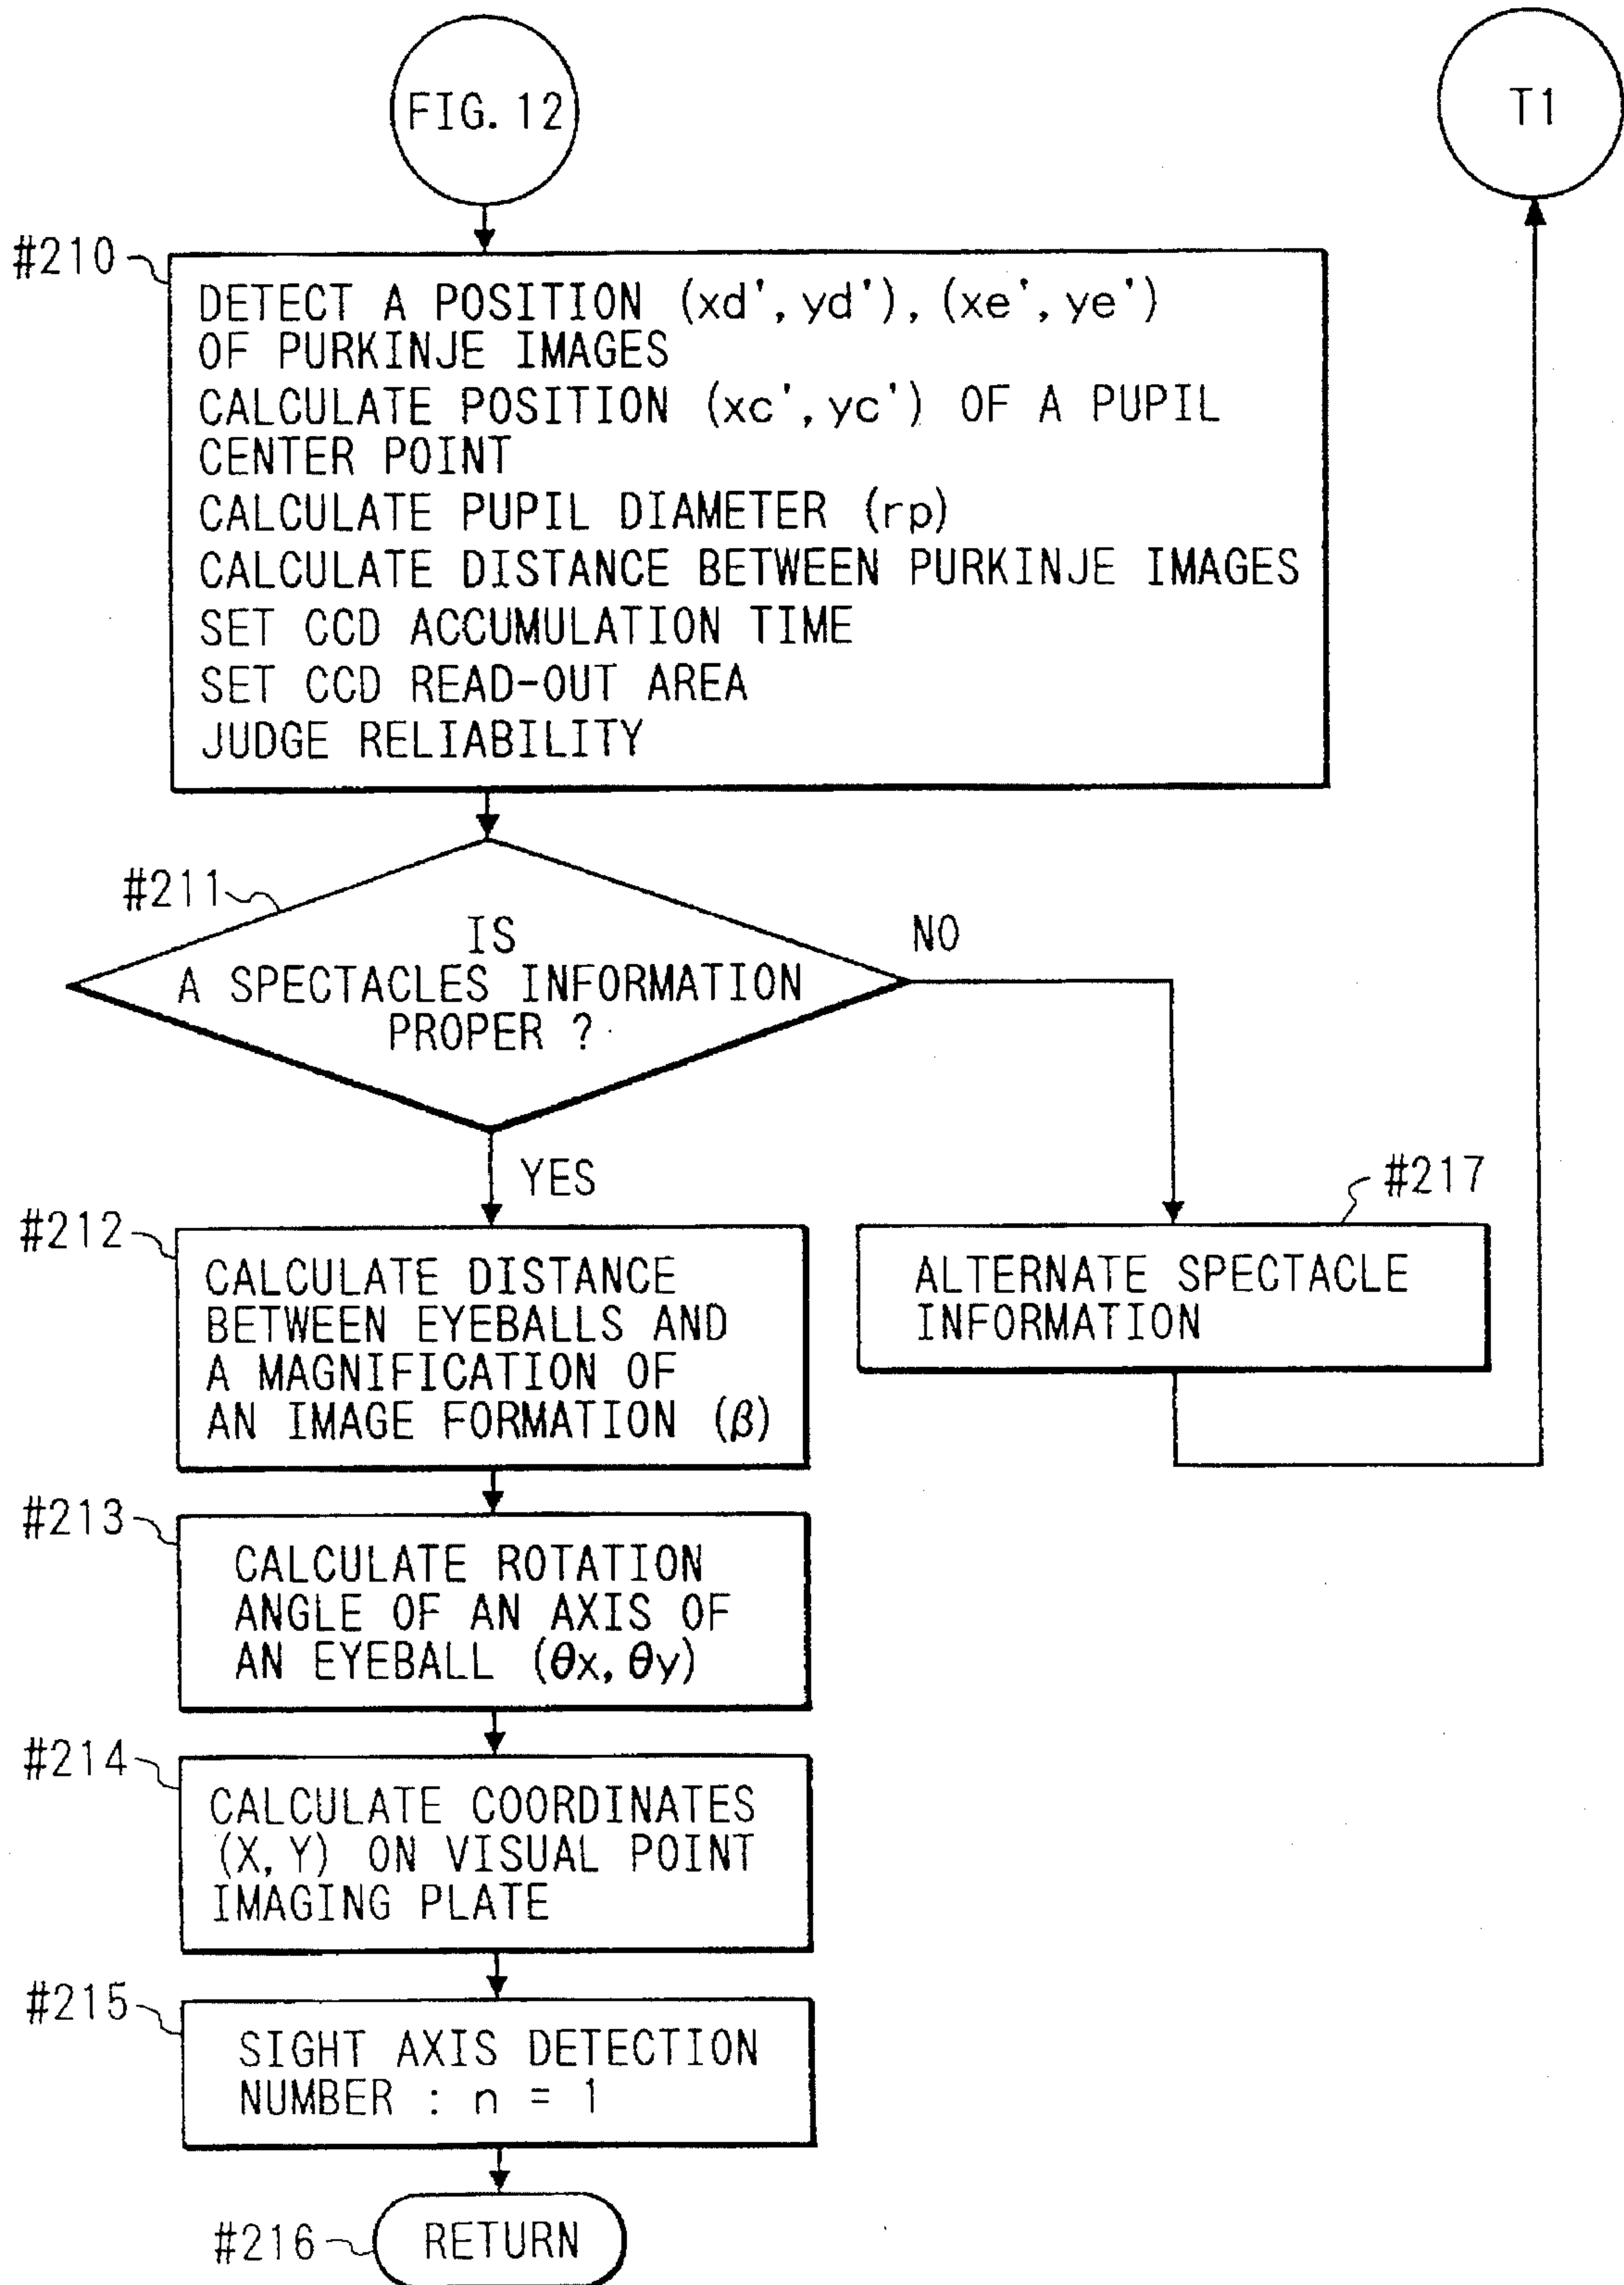 FIG. 12
T1
#210
DETECT A POSITION (xd', yd'), (xe', ye')
OF PURKINJE IMAGES
CALCULATE POSITION (xc', yc') OF A PUPIL
CENTER POINT
CALCULATE PUPIL DIAMETER (rp)
CALCULATE DISTANCE BETWEEN PURKINJE IMAGES
SET CCD ACCUMULATION TIME
SET CCD READ-OUT AREA
JUDGE RELIABILITY
#211
IS
A SPECTACLES INFORMATION
PROPER ?
NO
YES
#212
CALCULATE DISTANCE
BETWEEN EYEBALLS AND
A MAGNIFICATION OF
AN IMAGE FORMATION (β)
#217
ALTERNATE SPECTACLE
INFORMATION
#213
CALCULATE ROTATION
ANGLE OF AN AXIS OF
AN EYEBALL (θx, θy)
#214
CALCULATE COORDINATES
(X, Y) ON VISUAL POINT
IMAGING PLATE
#215
SIGHT AXIS DETECTION
NUMBER : n = 1
#216
RETURN